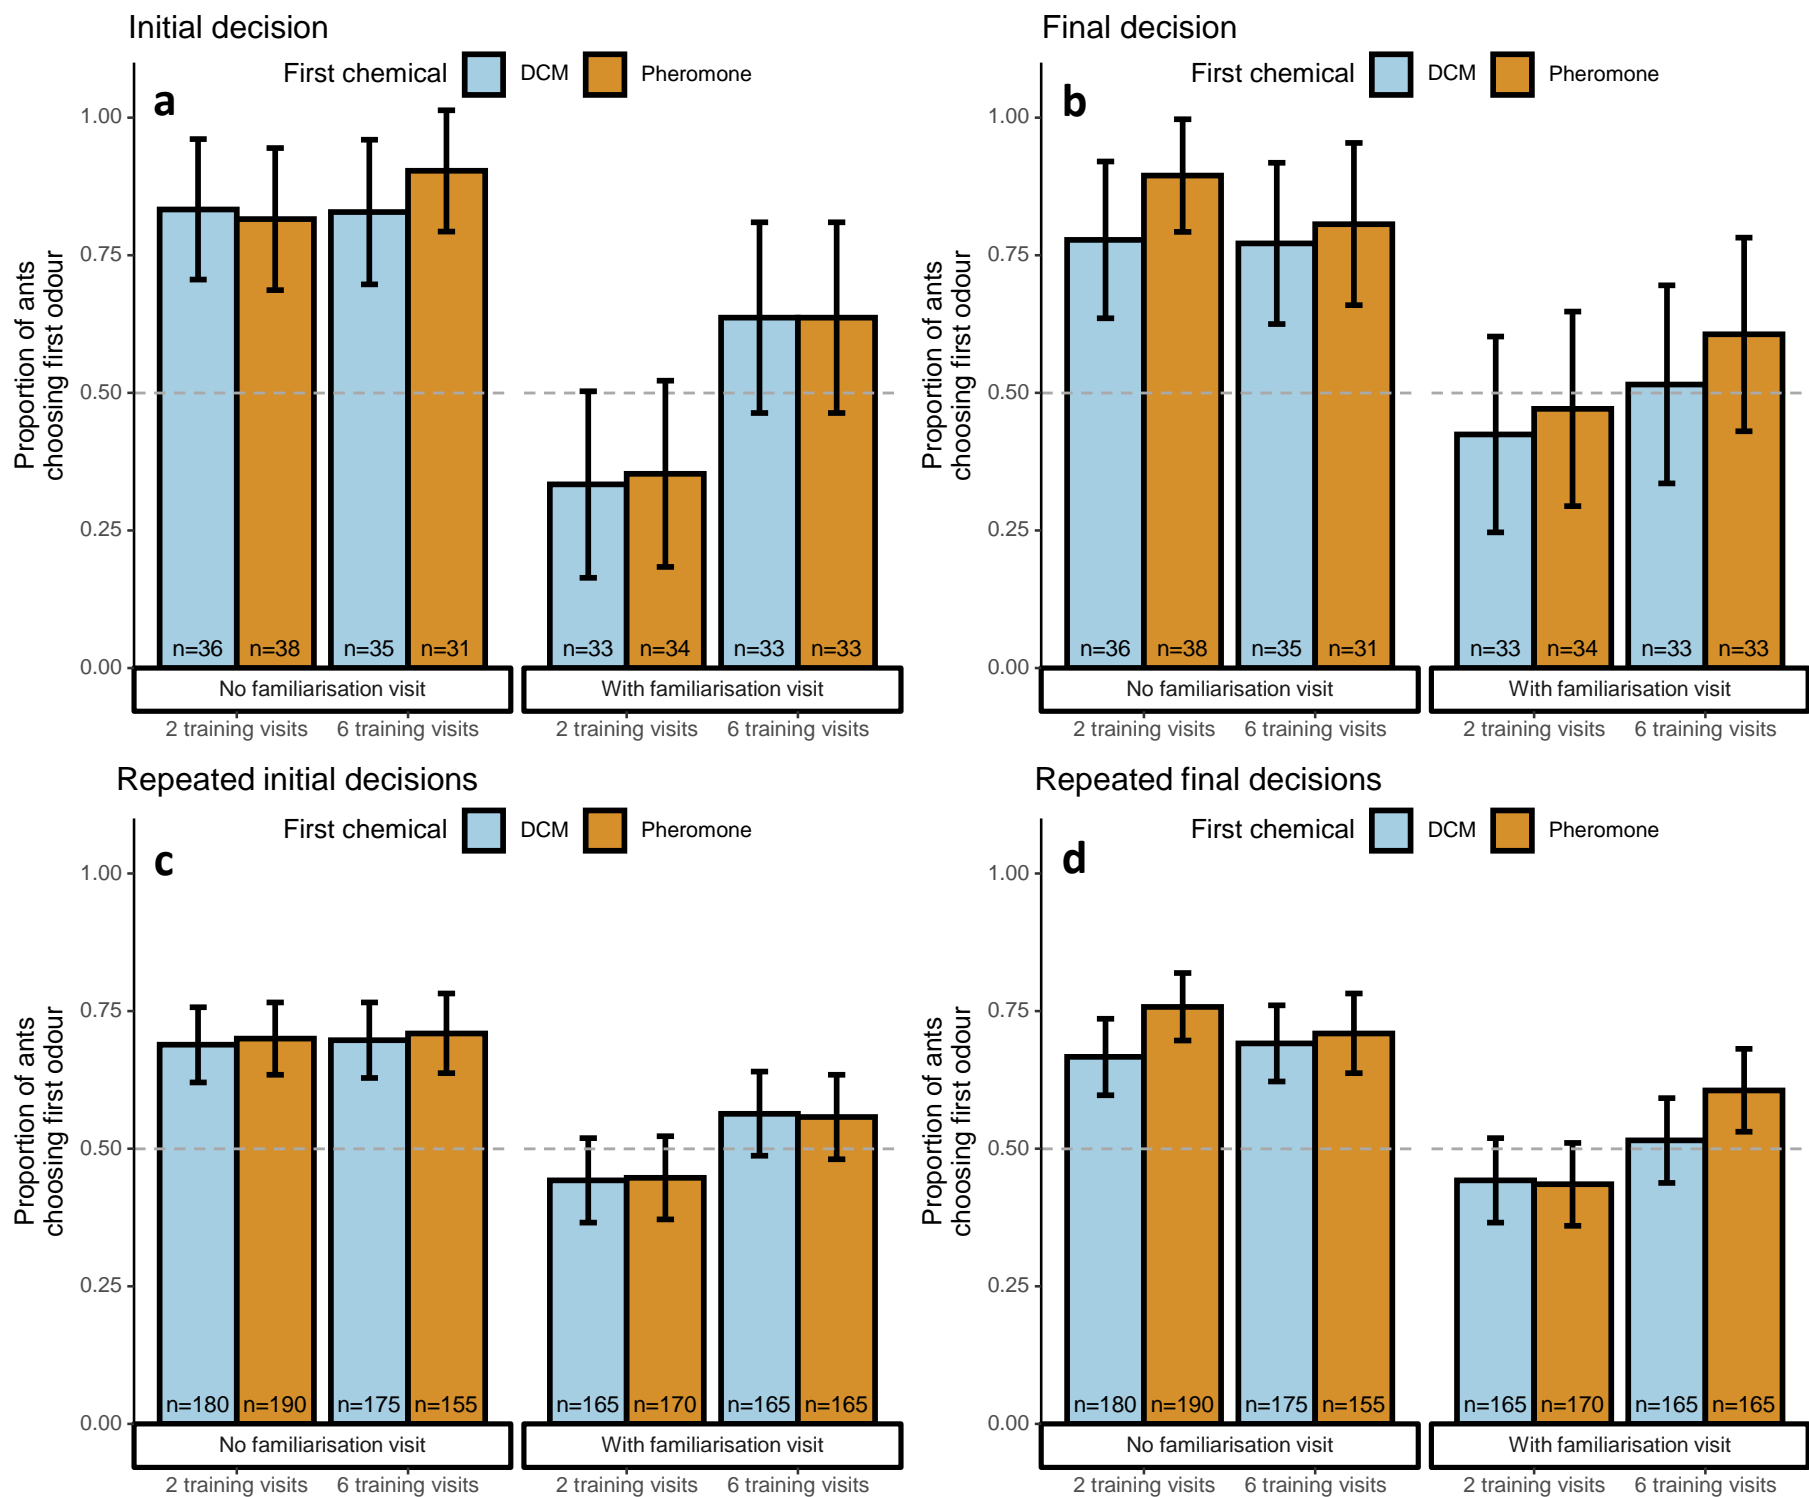 Initial decision
First chemical DCM Pheromone
a
1.00
0.75
0.50
0.25
0.00
Proportion of ants
choosing first odour
n=36 n=38 n=35 n=31 n=33 n=34 n=33 n=33
No familiarisation visit With familiarisation visit
2 training visits 6 training visits 2 training visits 6 training visits
Final decision
First chemical DCM Pheromone
b
1.00
0.75
0.50
0.25
0.00
Proportion of ants
choosing first odour
n=36 n=38 n=35 n=31 n=33 n=34 n=33 n=33
No familiarisation visit With familiarisation visit
2 training visits 6 training visits 2 training visits 6 training visits
Repeated initial decisions
First chemical DCM Pheromone
c
1.00
0.75
0.50
0.25
0.00
Proportion of ants
choosing first odour
n=180 n=190 n=175 n=155 n=165 n=170 n=165 n=165
No familiarisation visit With familiarisation visit
2 training visits 6 training visits 2 training visits 6 training visits
Repeated final decisions
First chemical DCM Pheromone
d
1.00
0.75
0.50
0.25
0.00
Proportion of ants
choosing first odour
n=180 n=190 n=175 n=155 n=165 n=170 n=165 n=165
No familiarisation visit With familiarisation visit
2 training visits 6 training visits 2 training visits 6 training visits